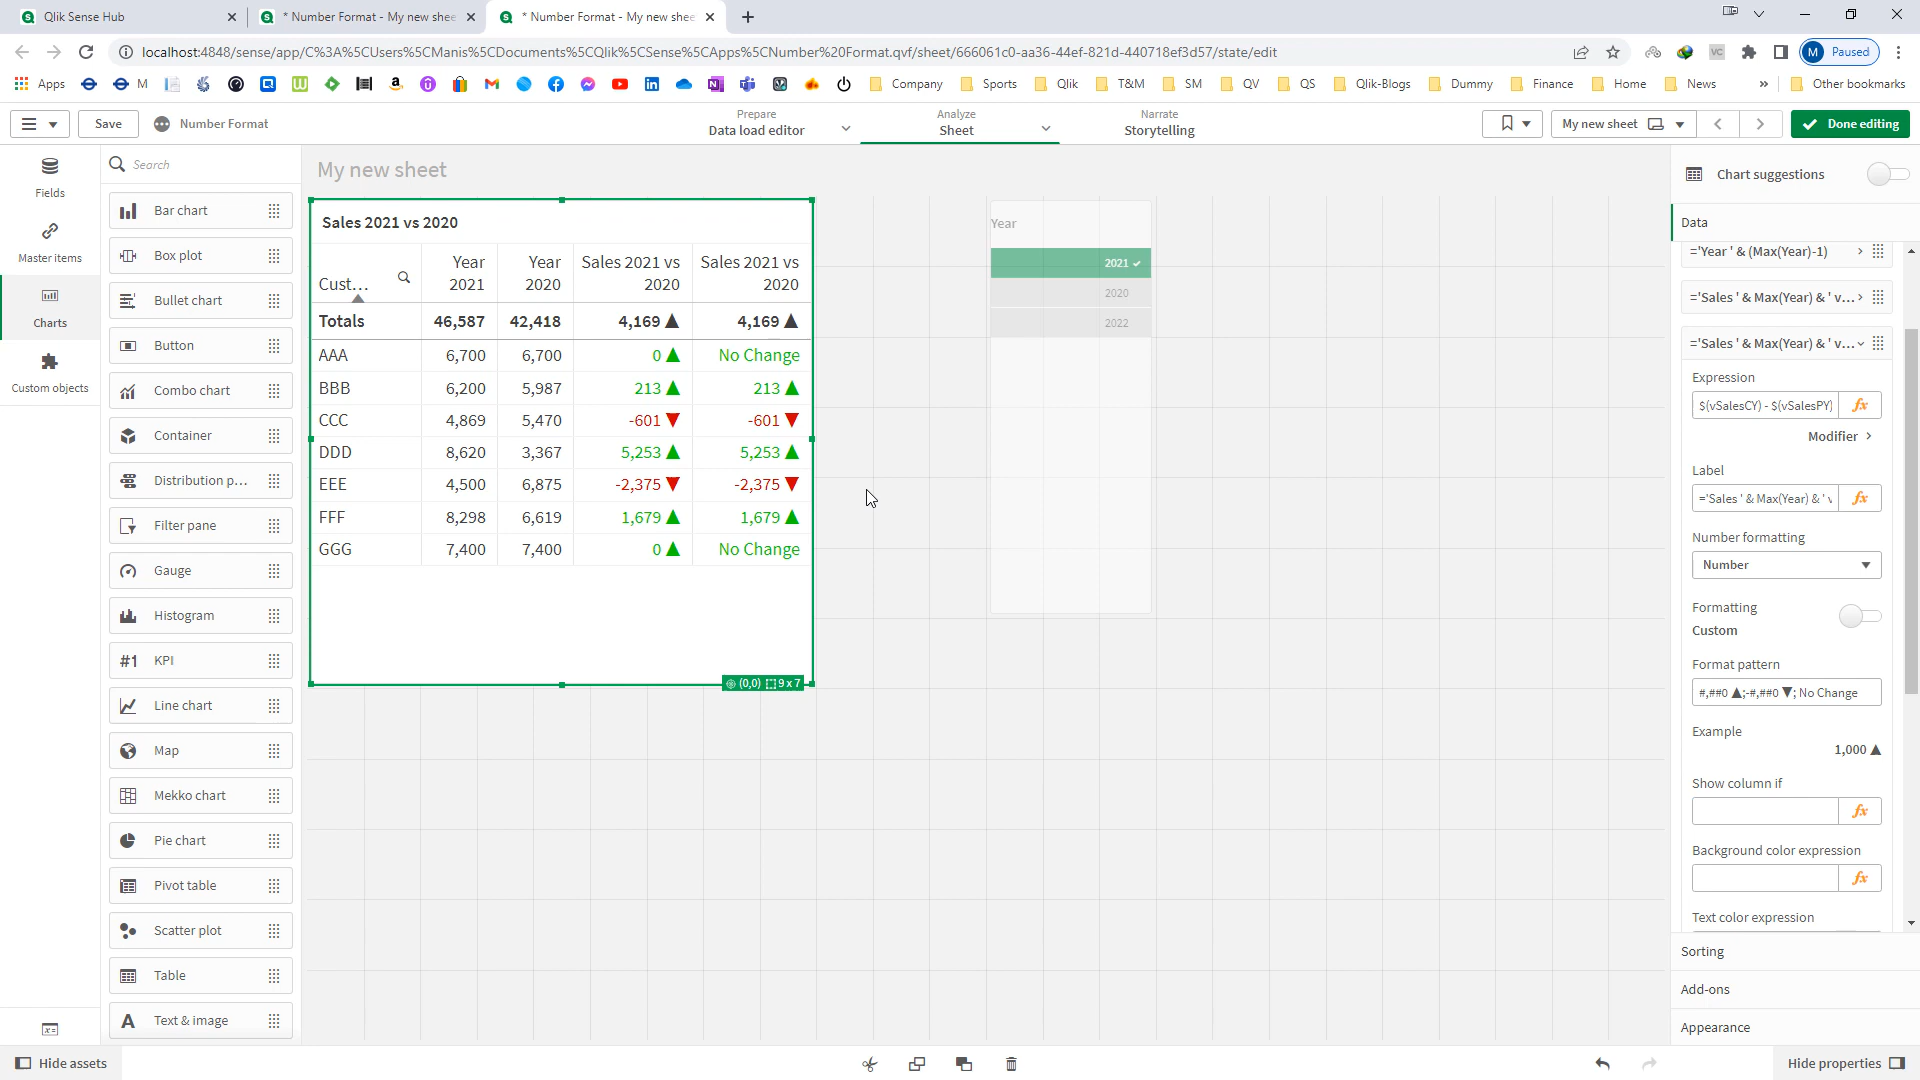 Qlik Sense Hub
* Number Format - My new shee
* Number Format - My new shee
localhost:4848/sense/app/C%3A%5CUsers%5CManis%5CDocuments%5CQlik%5CSense%5CApps%5CNumber%20Format.qvf/sheet/666061c0-aa36-44ef-821d-440718ef3d57/state/edit
VC
M Paused
Apps
M
Company
Sports
Qlik
T&M
SM
QV
QS
Qlik-Blogs
Dummy
Finance
Home
News
»
Other bookmarks
Save
Number Format
Prepare
Data load editor
Analyze
Sheet
Narrate
Storytelling
My new sheet
Done editing
Fields
Master items
Charts
Custom objects
Search
Bar chart
Box plot
Bullet chart
Button
Combo chart
Container
Distribution p...
Filter pane
Gauge
Histogram
#1 KPI
Line chart
Map
Mekko chart
Pie chart
Pivot table
Scatter plot
Table
A Text & image
Hide assets
My new sheet
Sales 2021 vs 2020
Cust... Year 2021 Year 2020 Sales 2021 vs 2020 Sales 2021 vs 2020
Totals 46,587 42,418 4,169 ▲ 4,169 ▲
AAA 6,700 6,700 0 ▲ No Change
BBB 6,200 5,987 213 ▲ 213 ▲
CCC 4,869 5,470 -601 ▼ -601 ▼
DDD 8,620 3,367 5,253 ▲ 5,253 ▲
EEE 4,500 6,875 -2,375 ▼ -2,375 ▼
FFF 8,298 6,619 1,679 ▲ 1,679 ▲
GGG 7,400 7,400 0 ▲ No Change
(0,0) 9 x 7
Year
2021
2020
2022
Chart suggestions
Data
='Year ' & (Max(Year)-1)
='Sales ' & Max(Year) & ' v...
='Sales ' & Max(Year) & ' v...
Expression
$(vSalesCY) - $(vSalesPY)
fx
Modifier
Label
='Sales ' & Max(Year) & ' v
fx
Number formatting
Number
Formatting
Custom
Format pattern
#,##0 ▲;-#,##0 ▼; No Change
Example
1,000 ▲
Show column if
fx
Background color expression
fx
Text color expression
Sorting
Add-ons
Appearance
Hide properties